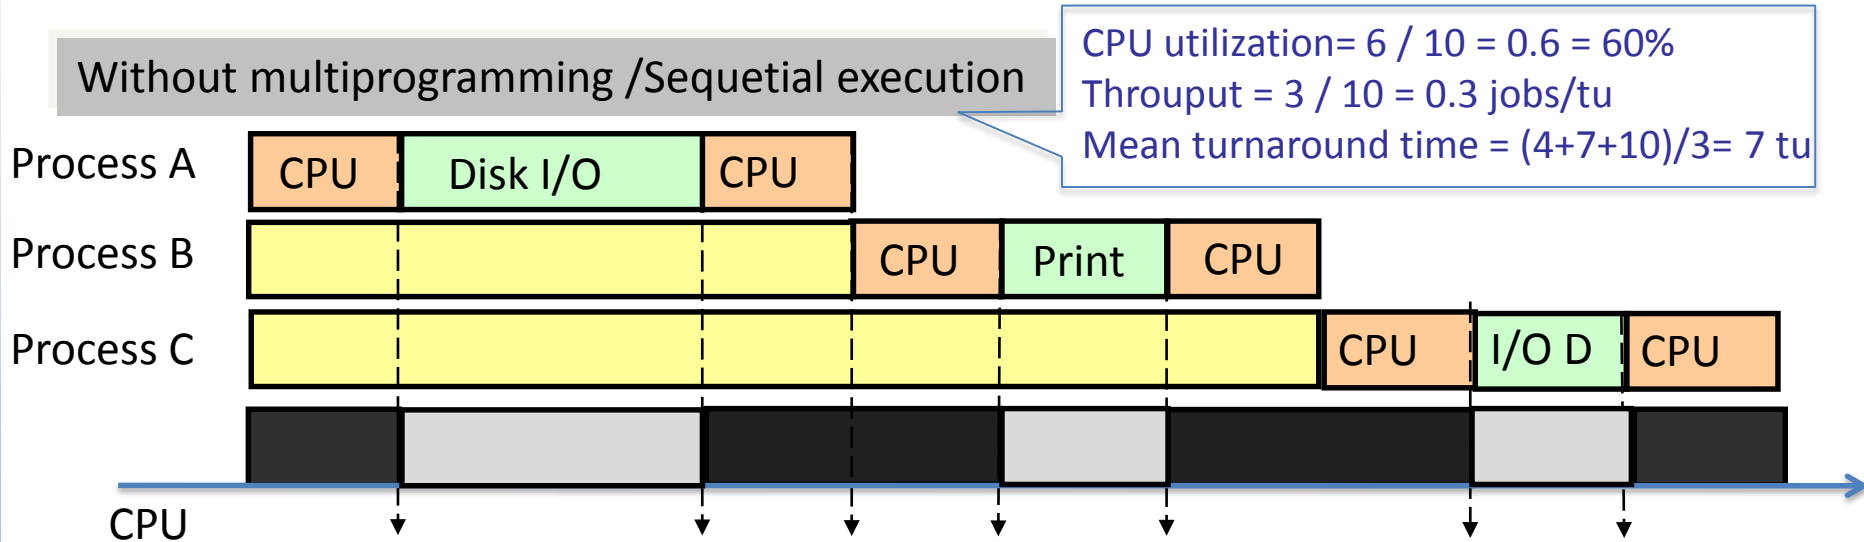 Without multiprogramming /Sequetial execution
CPU utilization= 6 / 10 = 0.6 = 60%
Throuput = 3 / 10 = 0.3 jobs/tu
Mean turnaround time = (4+7+10)/3= 7 tu
Process A CPU Disk I/O CPU
Process B CPU Print CPU
Process C CPU I/O D CPU
CPU